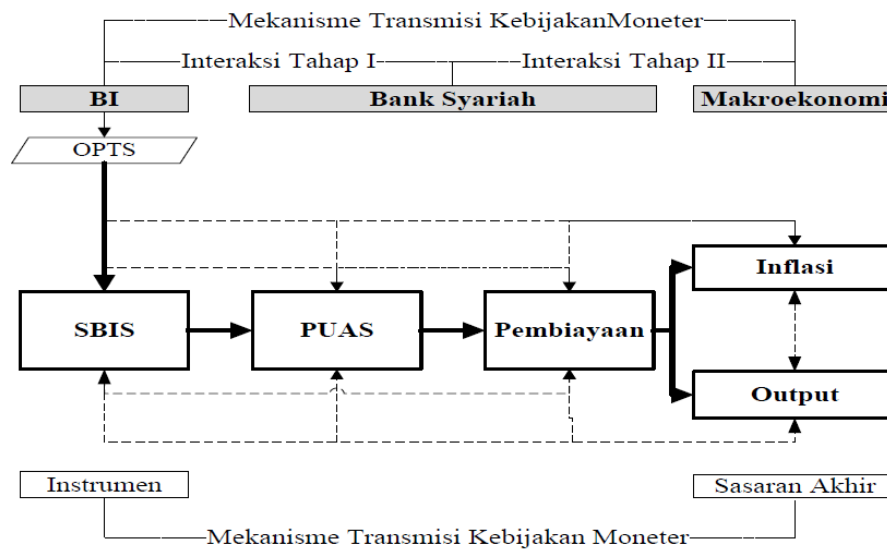 Mekanisme Transmisi KebijakanMoneter
Interaksi Tahap I
Interaksi Tahap II
BI
Bank Syariah
Makroekonomi
OPTS
Inflasi
SBIS
PUAS
Pembiayaan
Output
Instrumen
Sasaran Akhir
Mekanisme Transmisi Kebijakan Moneter